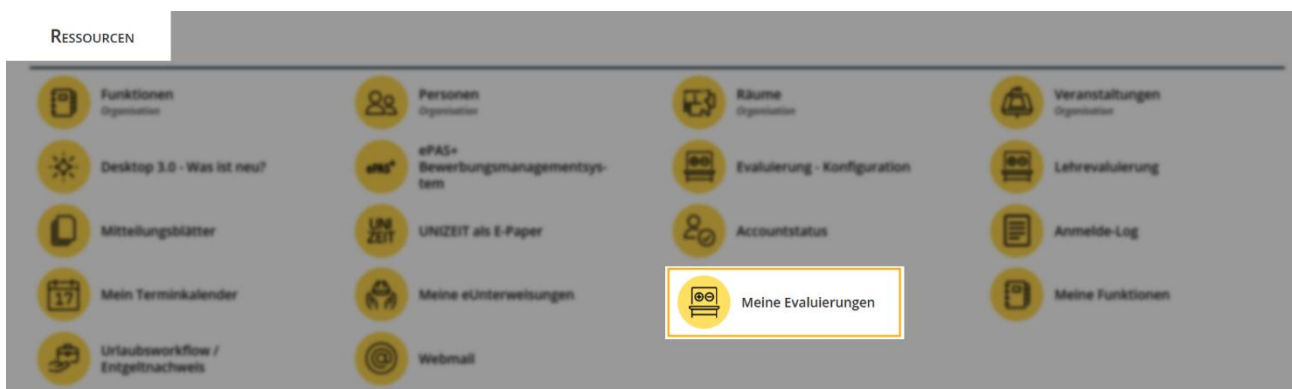 RESSOURCEN
Funktionen
Organisation
Personen
Organisation
Räume
Organisation
Veranstaltungen
Organisation
Desktop 3.0 - Was ist neu?
ePAS+
ePAS+
Bewerbungsmanagementsys-
tem
Evaluierung - Konfiguration
Lehrevaluierung
Mitteilungsblätter
UNI
ZEIT
UNIZEIT als E-Paper
Accountstatus
Anmelde-Log
17
Mein Terminkalender
Meine eUnterweisungen
Meine Evaluierungen
Meine Funktionen
Urlaubsworkflow /
Entgeltnachweis
Webmail